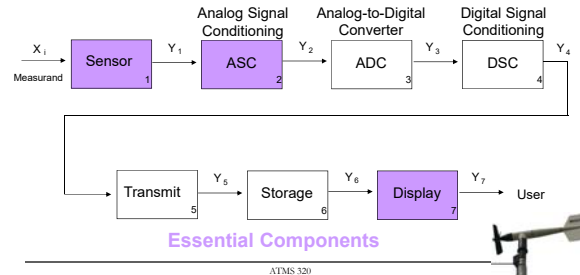 Analog Signal Conditioning
Analog-to-Digital Converter
Digital Signal Conditioning
X i
Measurand
Sensor
1
Y 1
ASC
2
Y 2
ADC
3
Y 3
DSC
4
Y 4
Transmit
5
Y 5
Storage
6
Y 6
Display
7
Y 7
User
Essential Components
ATMS 320